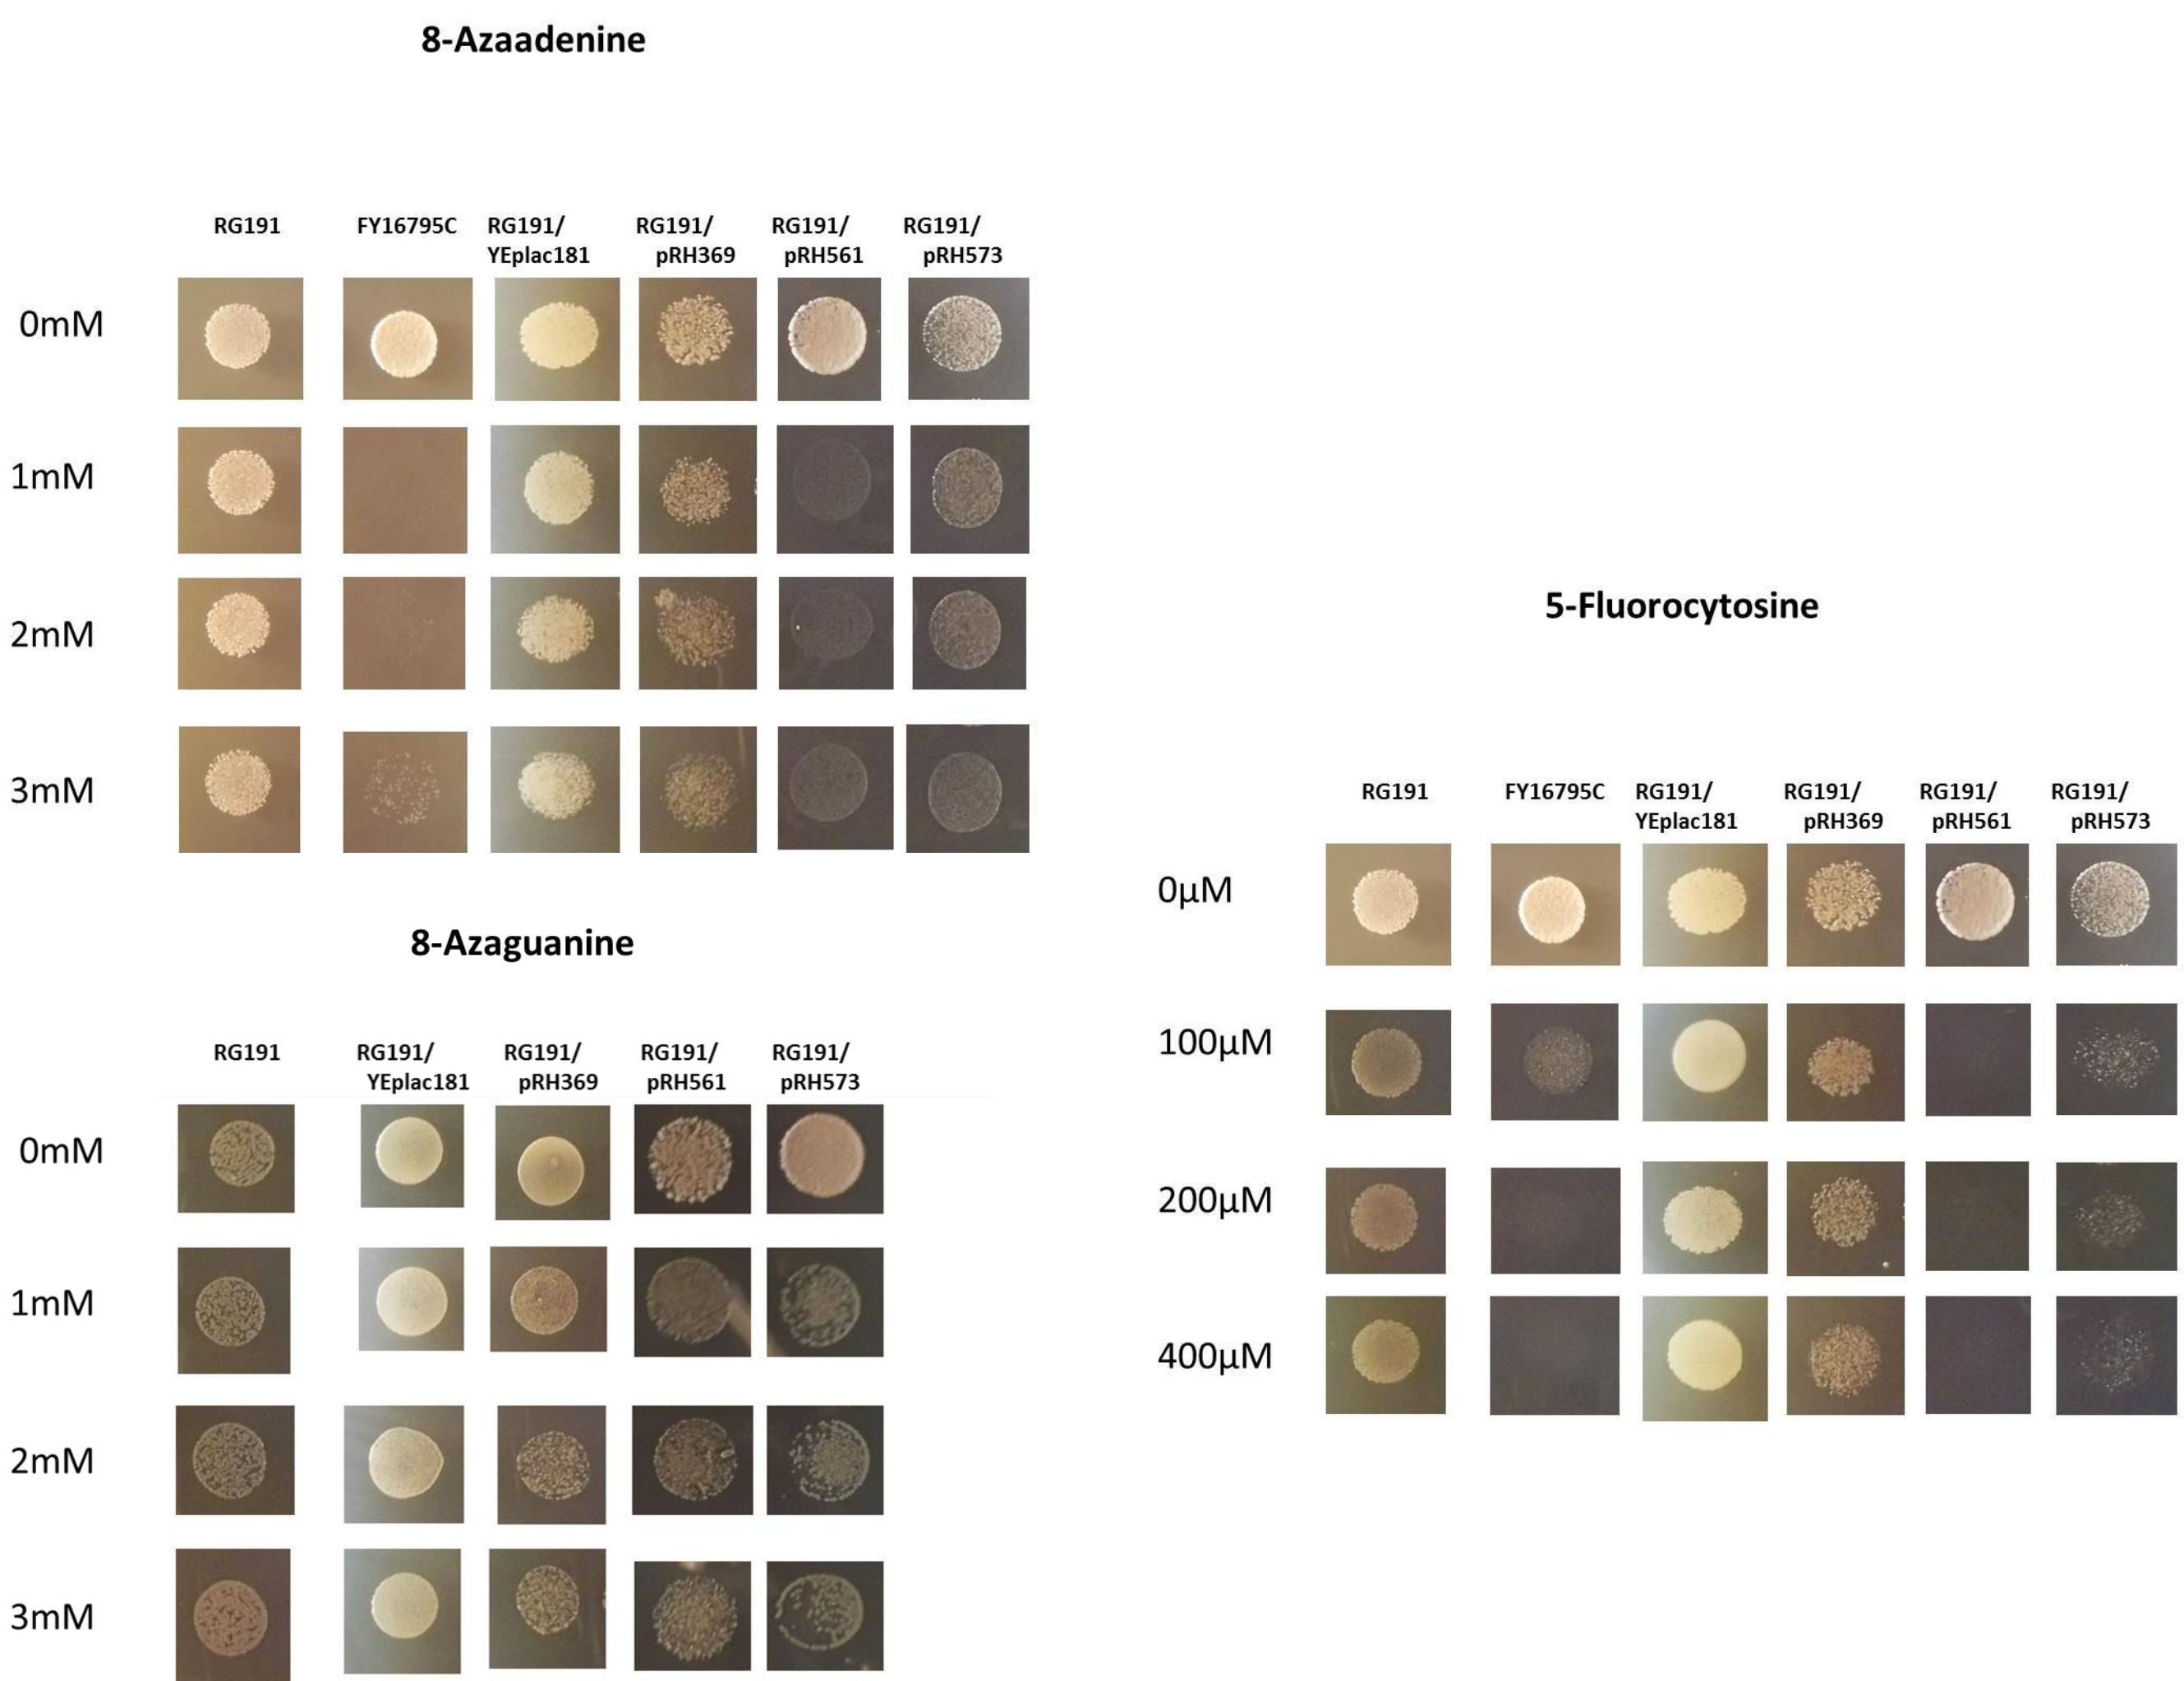 8-Azaadenine
RG191 FY16795C RG191/ RG191/ RG191/ RG191/
YEplac181 pRH369 pRH561 pRH573
0mM
1mM
2mM
3mM
8-Azaguanine
RG191 RG191/ RG191/ RG191/ RG191/
YEplac181 pRH369 pRH561 pRH573
0mM
1mM
2mM
3mM
5-Fluorocytosine
RG191 FY16795C RG191/ RG191/ RG191/ RG191/
YEplac181 pRH369 pRH561 pRH573
0µM
100µM
200µM
400µM